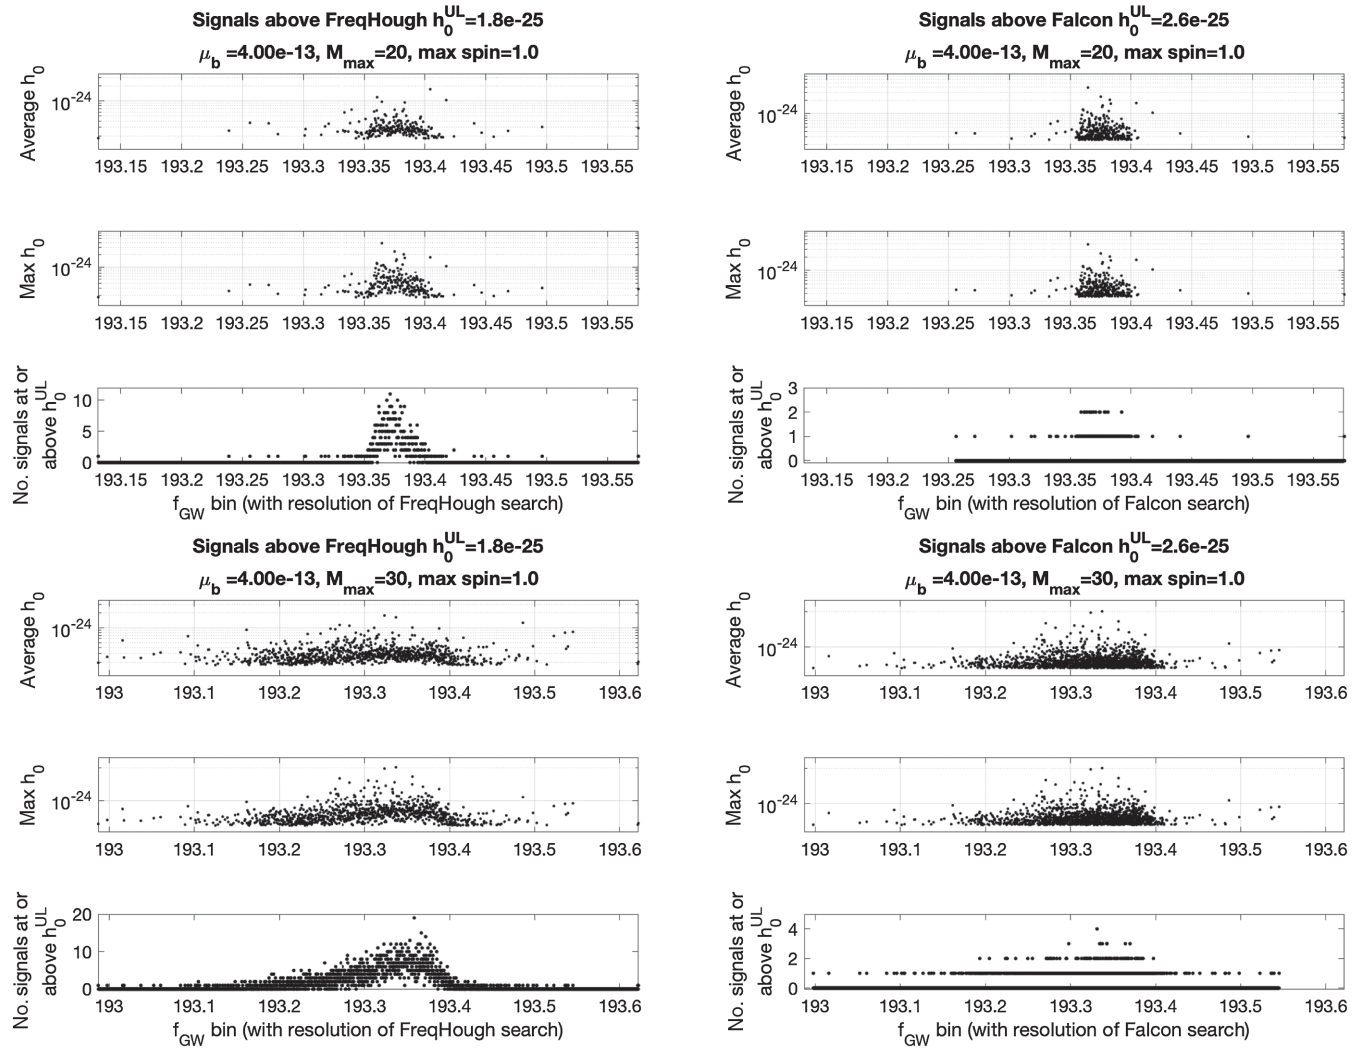 Signals above FreqHough h₀ᵁᴸ=1.8e-25
μ_b =4.00e-13, M_max=20, max spin=1.0
Average h₀
10⁻²⁴
193.15 193.2 193.25 193.3 193.35 193.4 193.45 193.5 193.55
Max h₀
10⁻²⁴
193.15 193.2 193.25 193.3 193.35 193.4 193.45 193.5 193.55
No. signals at or
above h₀ᵁᴸ
10
5
0
193.15 193.2 193.25 193.3 193.35 193.4 193.45 193.5 193.55
f_GW bin (with resolution of FreqHough search)
Signals above Falcon h₀ᵁᴸ=2.6e-25
μ_b =4.00e-13, M_max=20, max spin=1.0
Average h₀
10⁻²⁴
193.15 193.2 193.25 193.3 193.35 193.4 193.45 193.5 193.55
Max h₀
10⁻²⁴
193.15 193.2 193.25 193.3 193.35 193.4 193.45 193.5 193.55
No. signals at or
above h₀ᵁᴸ
3
2
1
0
193.15 193.2 193.25 193.3 193.35 193.4 193.45 193.5 193.55
f_GW bin (with resolution of Falcon search)
Signals above FreqHough h₀ᵁᴸ=1.8e-25
μ_b =4.00e-13, M_max=30, max spin=1.0
Average h₀
10⁻²⁴
193 193.1 193.2 193.3 193.4 193.5 193.6
Max h₀
10⁻²⁴
193 193.1 193.2 193.3 193.4 193.5 193.6
No. signals at or
above h₀ᵁᴸ
20
10
0
193 193.1 193.2 193.3 193.4 193.5 193.6
f_GW bin (with resolution of FreqHough search)
Signals above Falcon h₀ᵁᴸ=2.6e-25
μ_b =4.00e-13, M_max=30, max spin=1.0
Average h₀
10⁻²⁴
193 193.1 193.2 193.3 193.4 193.5 193.6
Max h₀
10⁻²⁴
193 193.1 193.2 193.3 193.4 193.5 193.6
No. signals at or
above h₀ᵁᴸ
4
2
0
193 193.1 193.2 193.3 193.4 193.5 193.6
f_GW bin (with resolution of Falcon search)